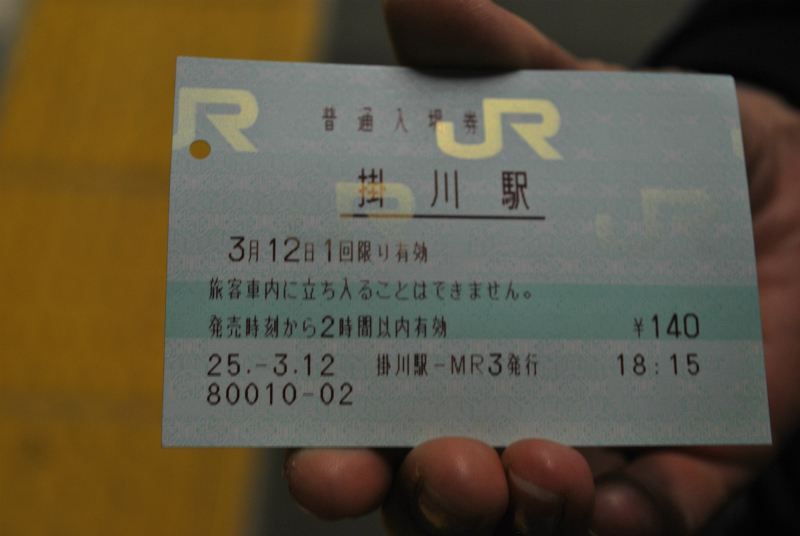 普通入場券
掛川駅
3月12日1回限り有効
旅客車内に立ち入ることはできません。
発売時刻から2時間以内有効 ¥140
25.-3.12 掛川駅-MR3発行 18:15
80010-02
JR
JR